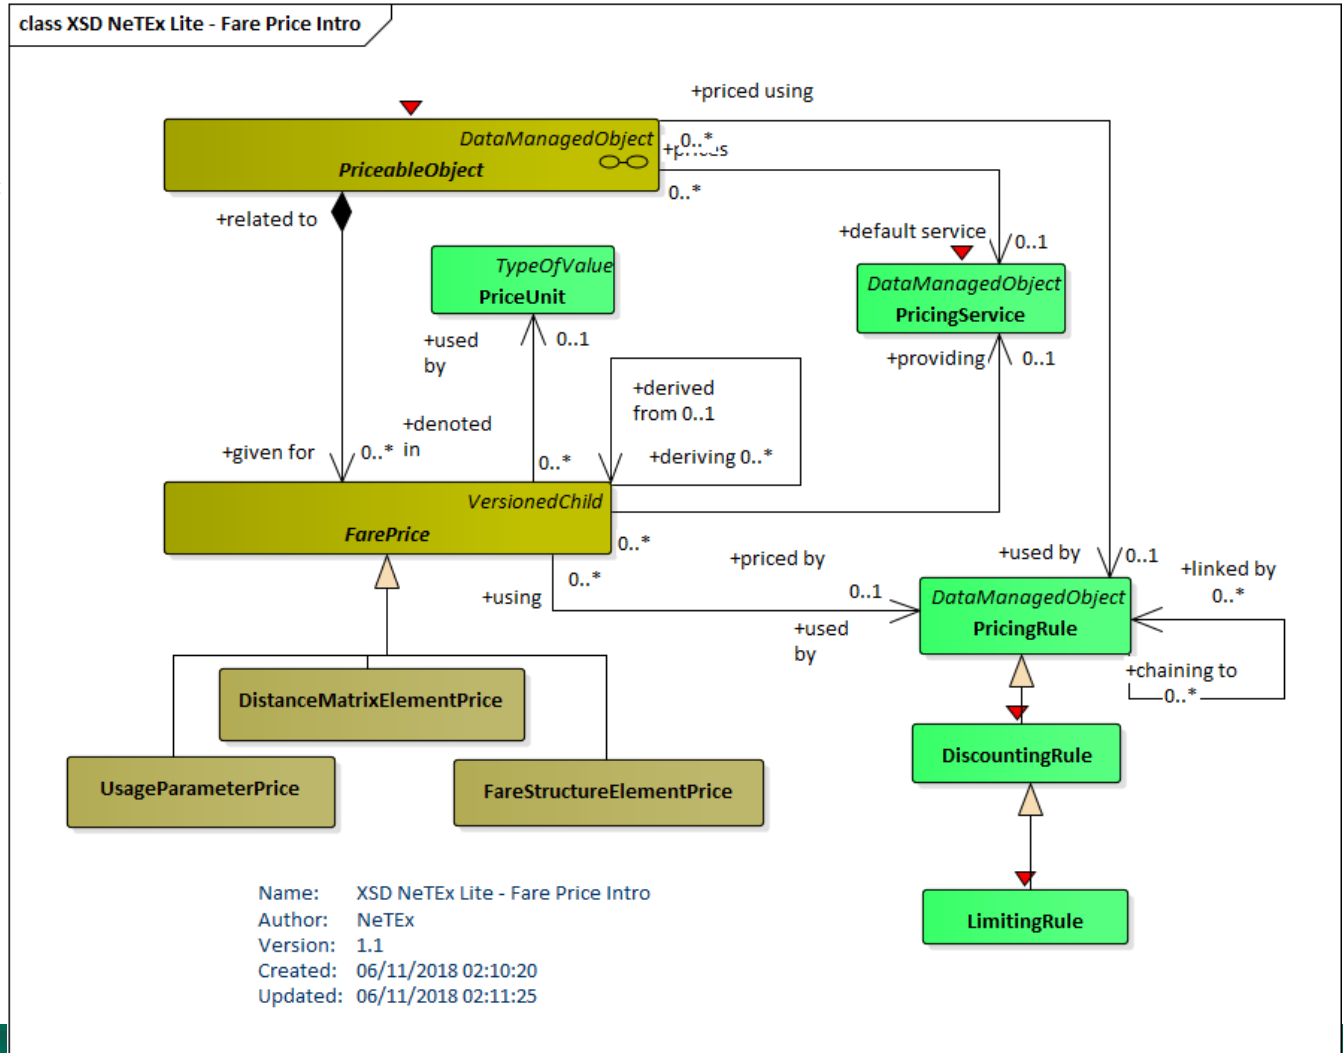 class XSD NeTEx Lite - Fare Price Intro
+priced using
DataManagedObject
PriceableObject
0..*
+prices
0..*
+related to
+default service
0..1
TypeOfValue
PriceUnit
DataManagedObject
PricingService
+used
by
0..1
+providing
0..1
+derived
from 0..1
+denoted
in
+given for
0..*
0..*
+deriving 0..*
VersionedChild
FarePrice
0..*
0..*
+using
+priced by
0..1
+used
by
+used by
0..1
+linked by
0..*
DataManagedObject
PricingRule
+chaining to
0..*
DistanceMatrixElementPrice
UsageParameterPrice
FareStructureElementPrice
DiscountingRule
LimitingRule
Name: XSD NeTEx Lite - Fare Price Intro
Author: NeTEx
Version: 1.1
Created: 06/11/2018 02:10:20
Updated: 06/11/2018 02:11:25